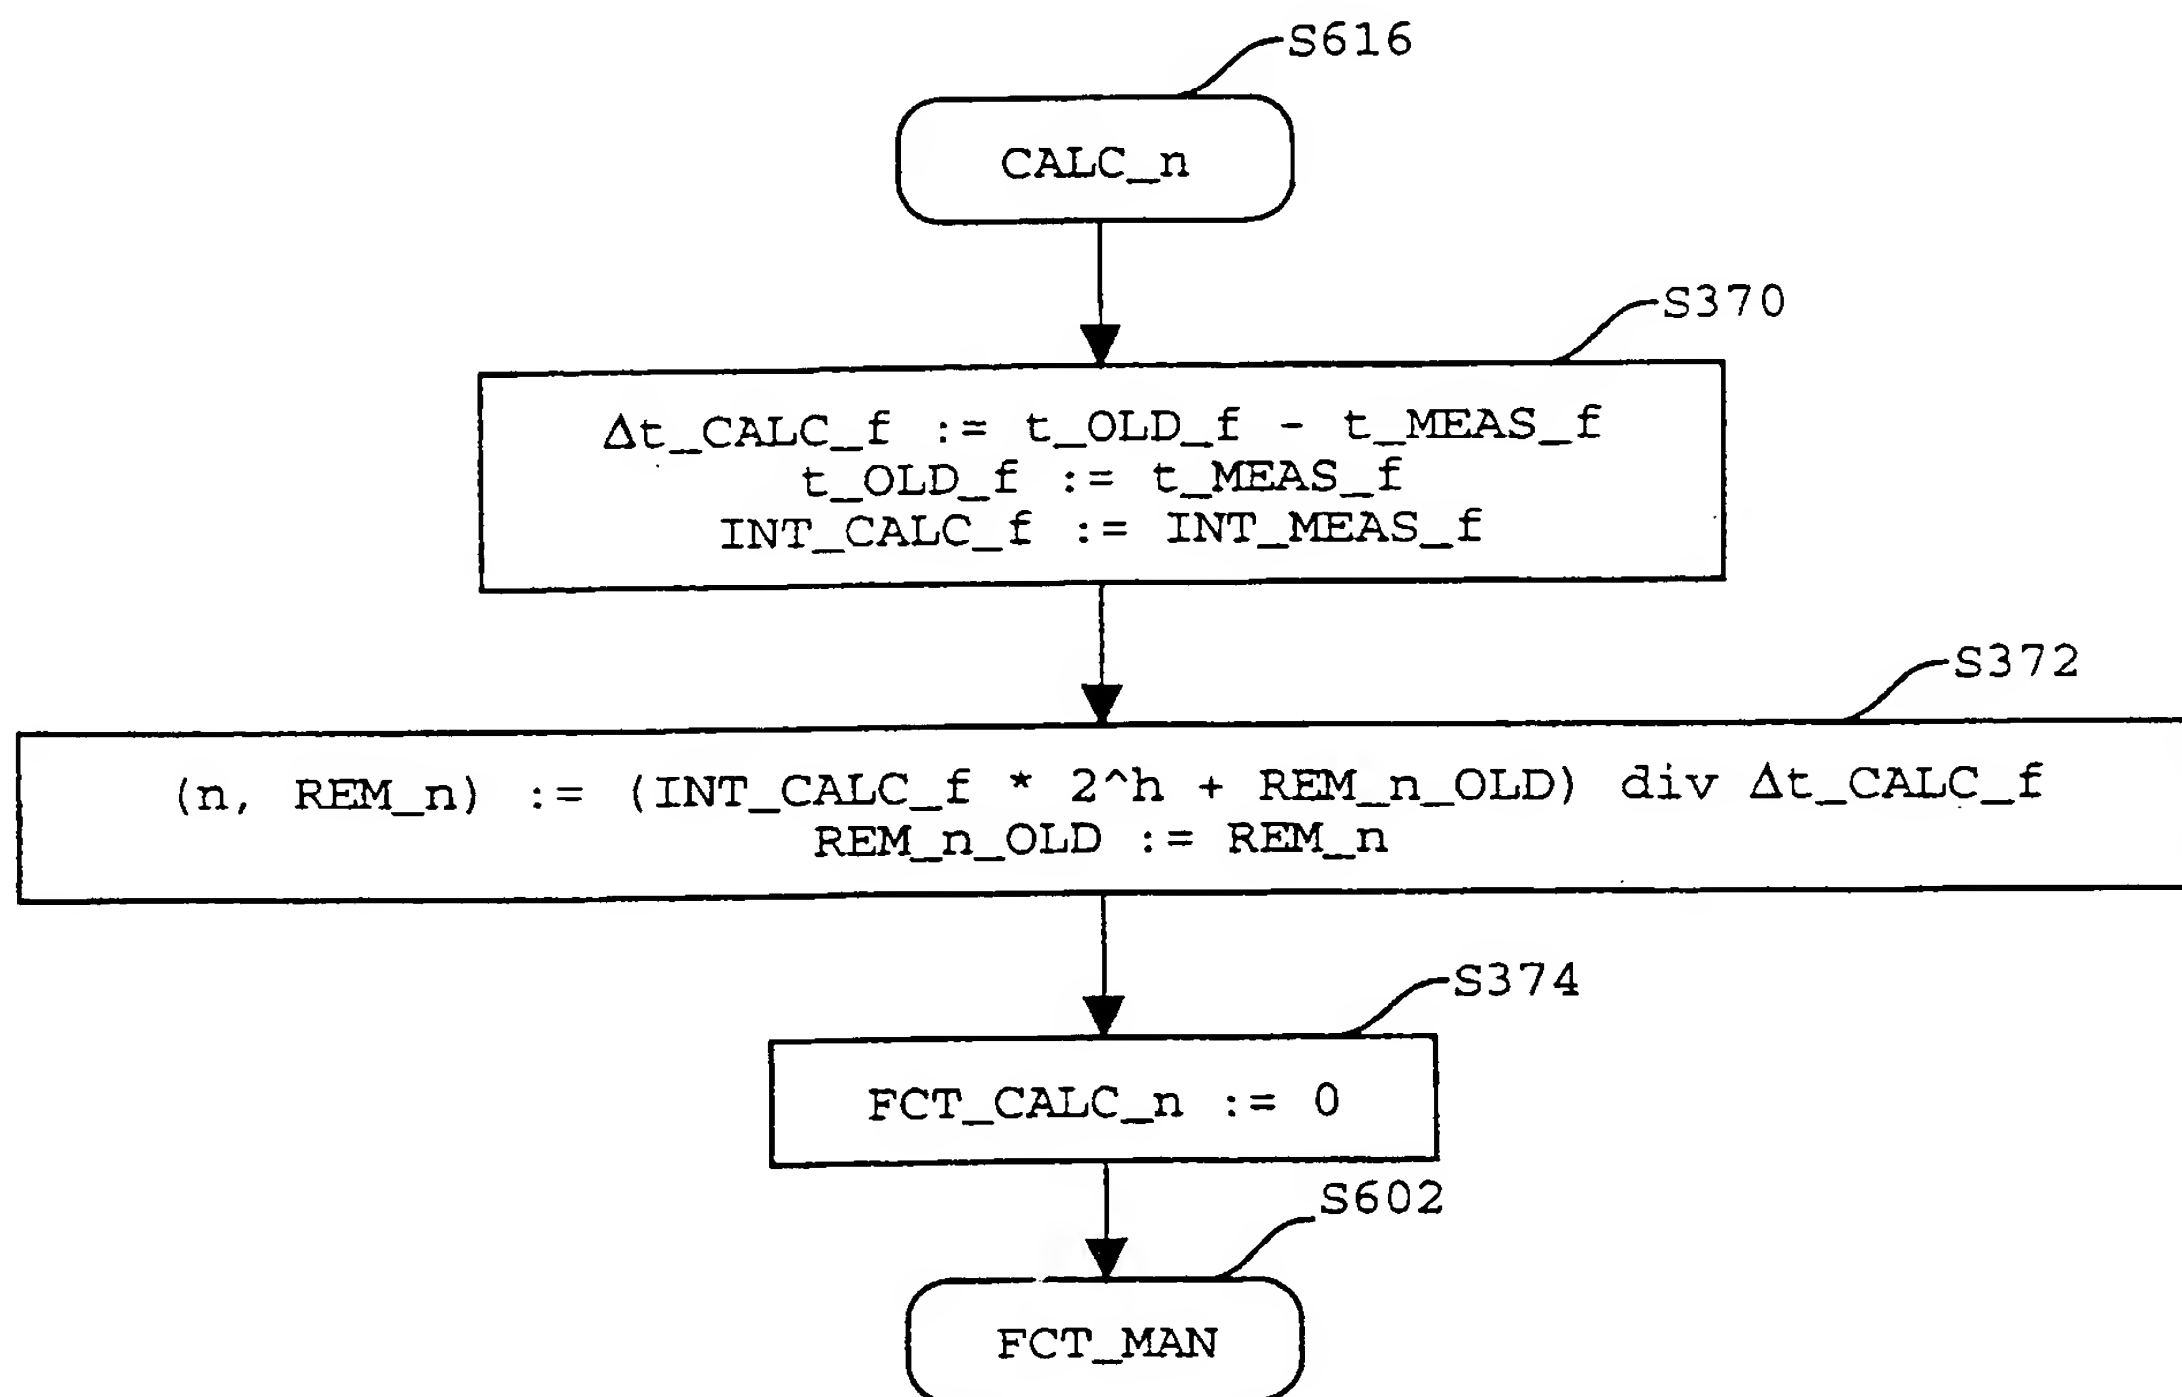 S616
CALC_n
S370
Δt_CALC_f := t_OLD_f - t_MEAS_f
t_OLD_f := t_MEAS_f
INT_CALC_f := INT_MEAS_f
S372
(n, REM_n) := (INT_CALC_f * 2^h + REM_n_OLD) div Δt_CALC_f
REM_n_OLD := REM_n
S374
FCT_CALC_n := 0
S602
FCT_MAN